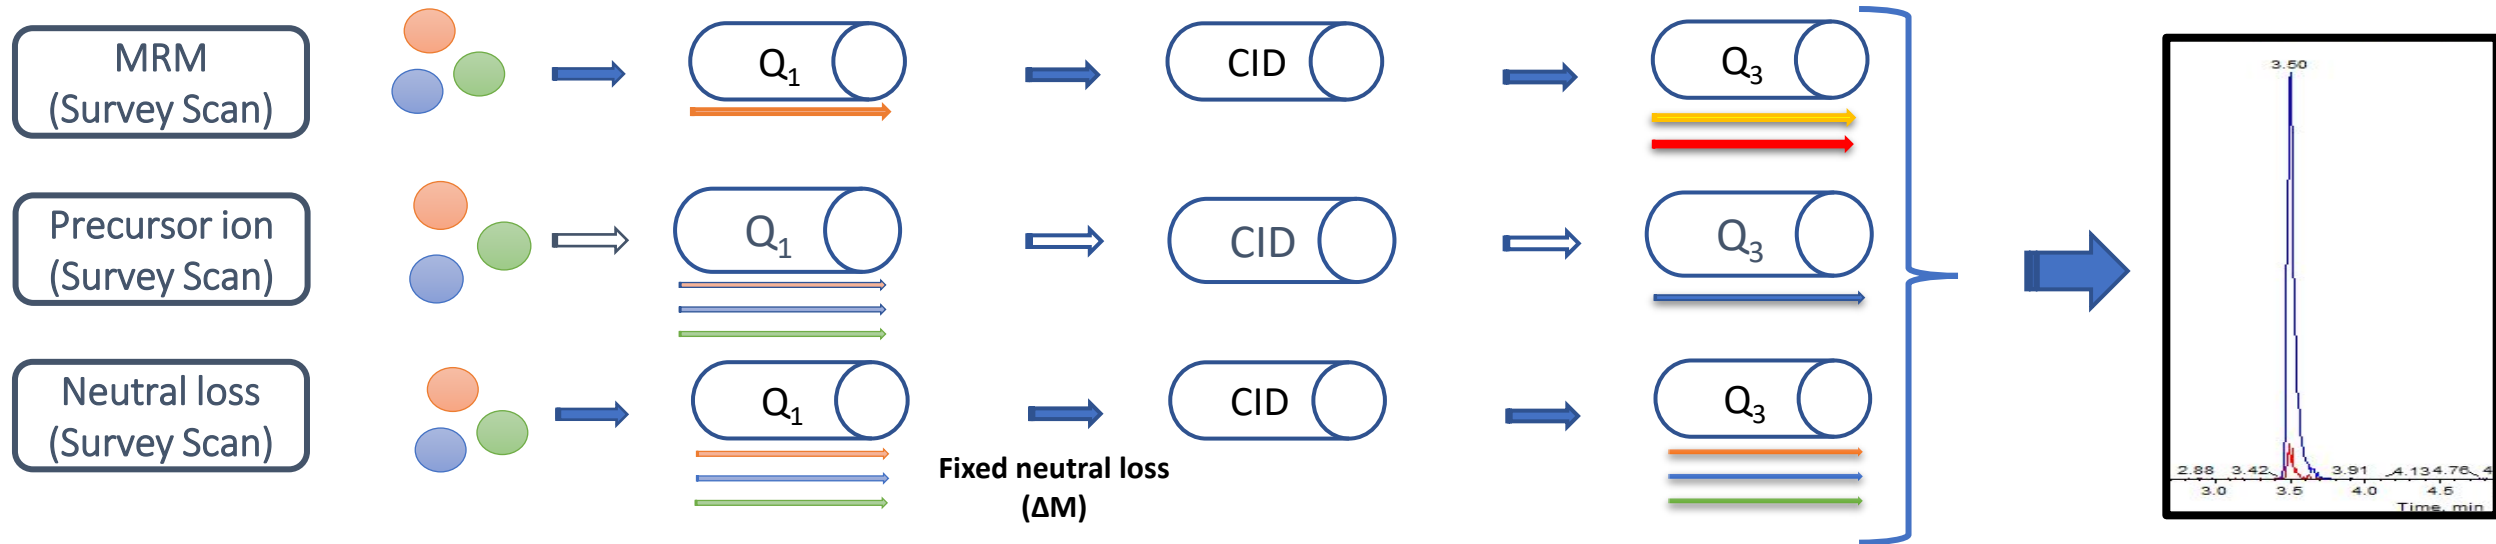 MRM
(Survey Scan)
Q1
CID
Q3
Precursor ion
(Survey Scan)
Q1
CID
Q3
Neutral loss
(Survey Scan)
Q1
CID
Q3
Fixed neutral loss
(ΔM)
3.50
2.88 3.42 3.91 4.13 4.76 4
3.0 3.5 4.0 4.5
Time, min